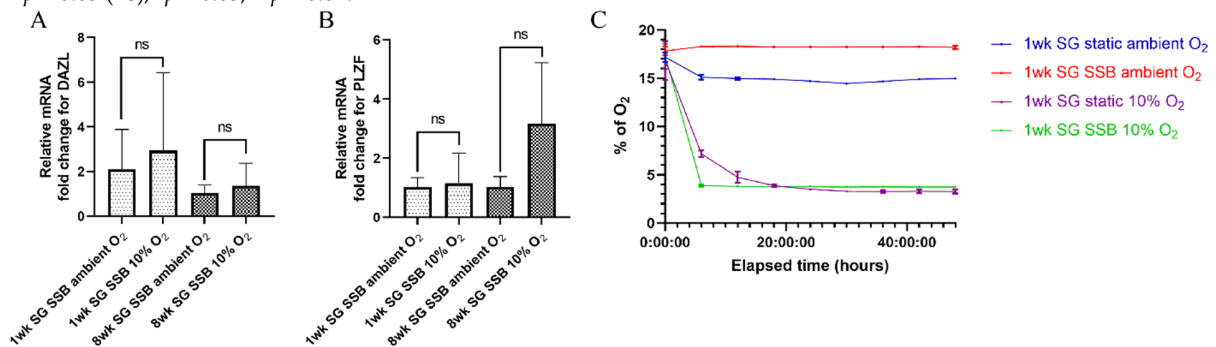 A
Relative mRNA
fold change for DAZL
8
6
4
2
0
ns
ns
1wk SG SSB ambient O2
1wk SG SSB 10% O2
8wk SG SSB ambient O2
8wk SG SSB 10% O2
B
Relative mRNA
fold change for PLZF
6
4
2
0
ns
ns
1wk SG SSB ambient O2
1wk SG SSB 10% O2
8wk SG SSB ambient O2
8wk SG SSB 10% O2
C
% of O2
20
15
10
5
0
0:00:00
20:00:00
40:00:00
Elapsed time (hours)
1wk SG static ambient O2
1wk SG SSB ambient O2
1wk SG static 10% O2
1wk SG SSB 10% O2